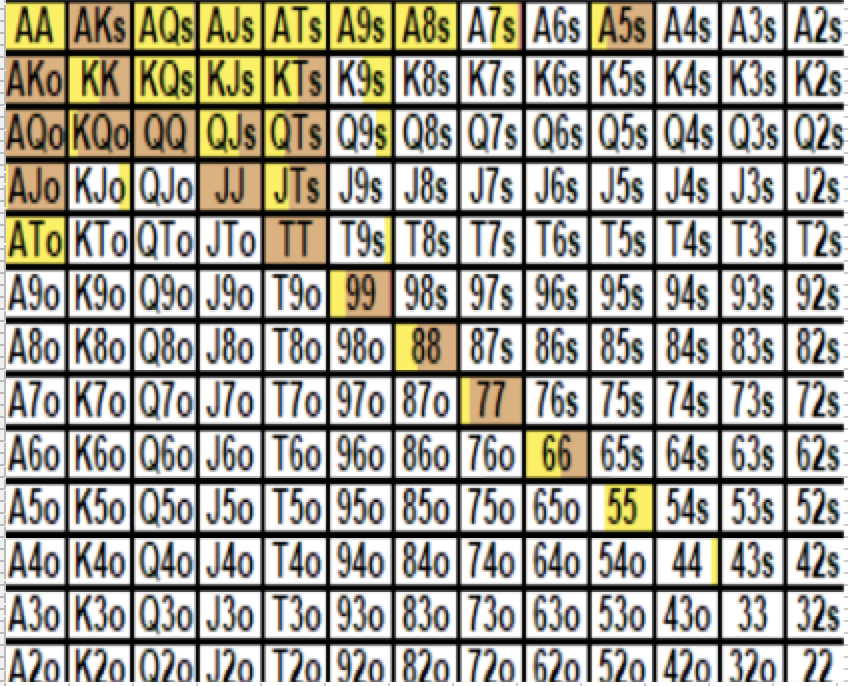 AA AKs AQs AJs ATs A9s A8s A7s A6s A5s A4s A3s A2s
AKo KK KQs KJs KTs K9s K8s K7s K6s K5s K4s K3s K2s
AQo KQo QQ QJs QTs Q9s Q8s Q7s Q6s Q5s Q4s Q3s Q2s
AJo KJo QJo JJ JTs J9s J8s J7s J6s J5s J4s J3s J2s
ATo KTo QTo JTo TT T9s T8s T7s T6s T5s T4s T3s T2s
A9o K9o Q9o J9o T9o 99 98s 97s 96s 95s 94s 93s 92s
A8o K8o Q8o J8o T8o 98o 88 87s 86s 85s 84s 83s 82s
A7o K7o Q7o J7o T7o 97o 87o 77 76s 75s 74s 73s 72s
A6o K6o Q6o J6o T6o 96o 86o 76o 66 65s 64s 63s 62s
A5o K5o Q5o J5o T5o 95o 85o 75o 65o 55 54s 53s 52s
A4o K4o Q4o J4o T4o 94o 84o 74o 64o 54o 44 43s 42s
A3o K3o Q3o J3o T3o 93o 83o 73o 63o 53o 43o 33 32s
A2o K2o Q2o J2o T2o 92o 82o 72o 62o 52o 42o 32o 22